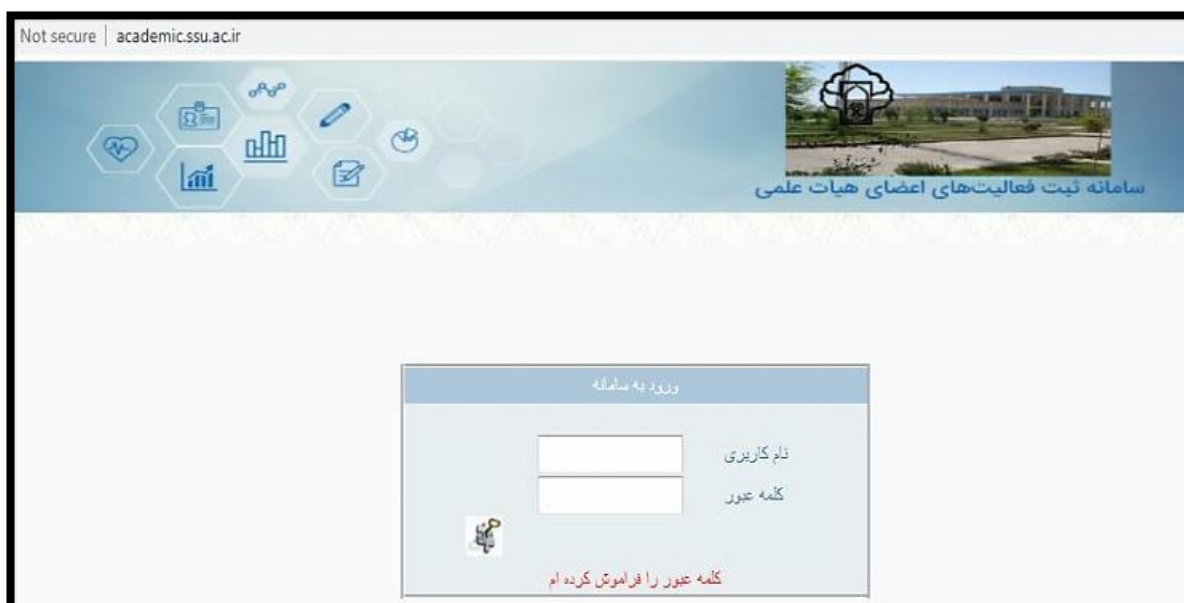 Not secure | academic.ssu.ac.ir
سامانه ثبت فعالیت‌های اعضای هیات علمی
ورود به سامانه
نام کاربری
کلمه عبور
کلمه عبور را فراموش کرده ام